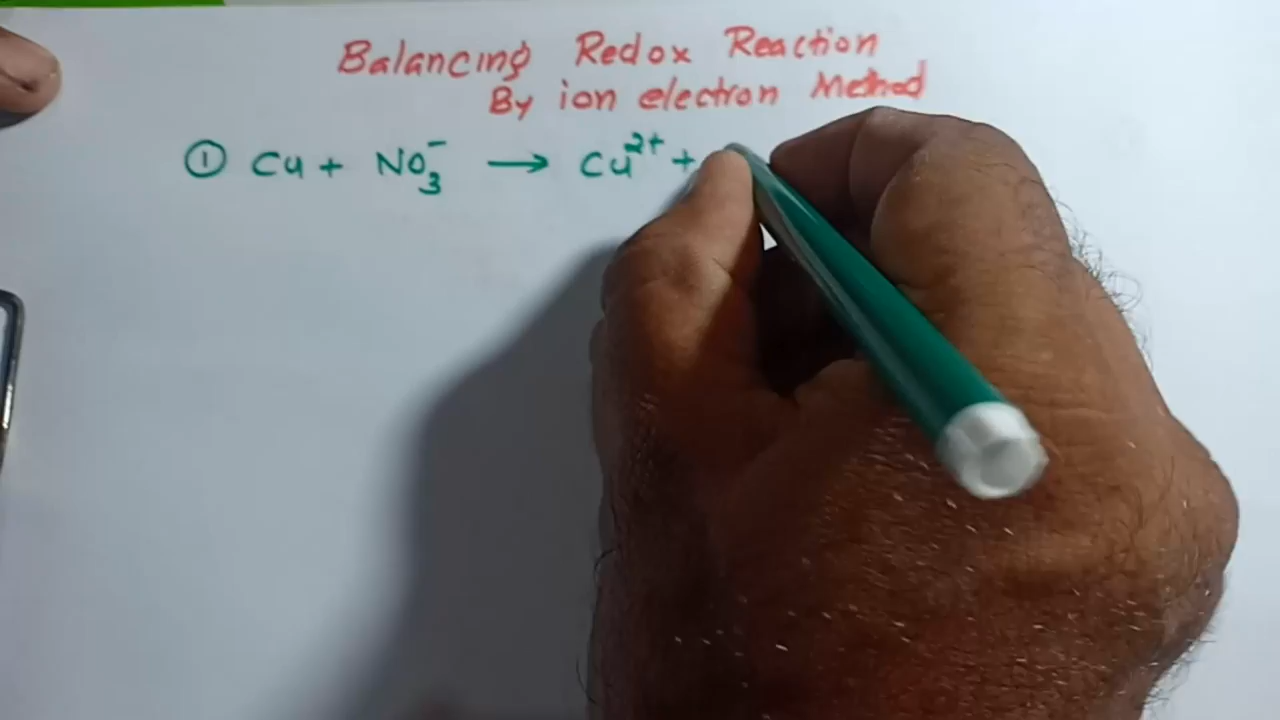 Balancing Redox Reaction
By ion electron Method
① Cu + NO₃⁻ → Cu²⁺ +